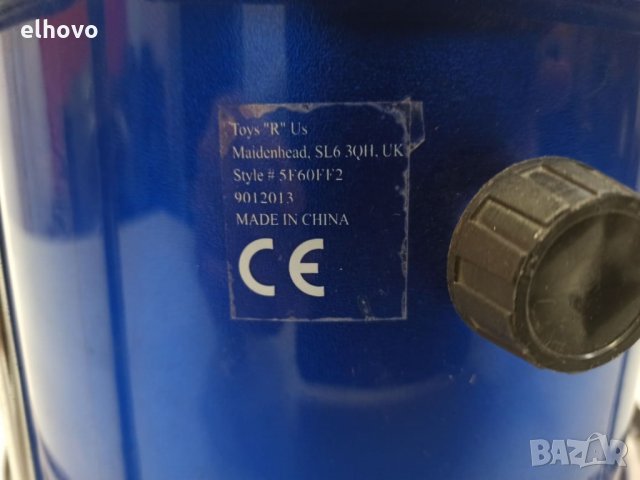 elhovo
Toys "R" Us
Maidenhead, SL6 3QH, UK
Style # 5F60FF2
9012013
MADE IN CHINA
CE
BAZAR